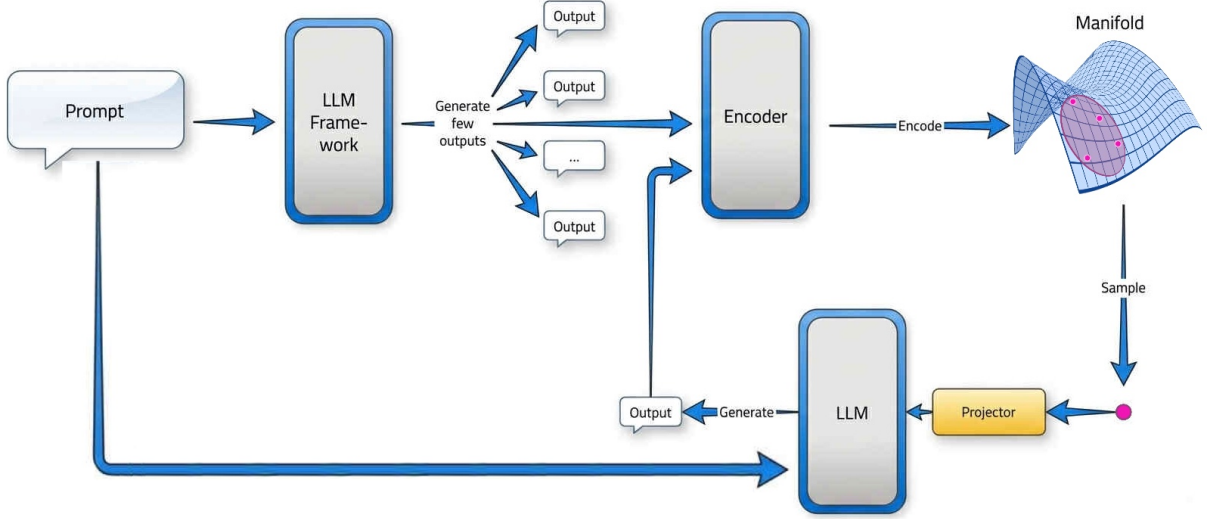 Manifold
Output
Prompt
LLM
Frame-
work
Generate
few
outputs
Output
...
Output
Encoder
Encode
Sample
Output
Generate
LLM
Projector